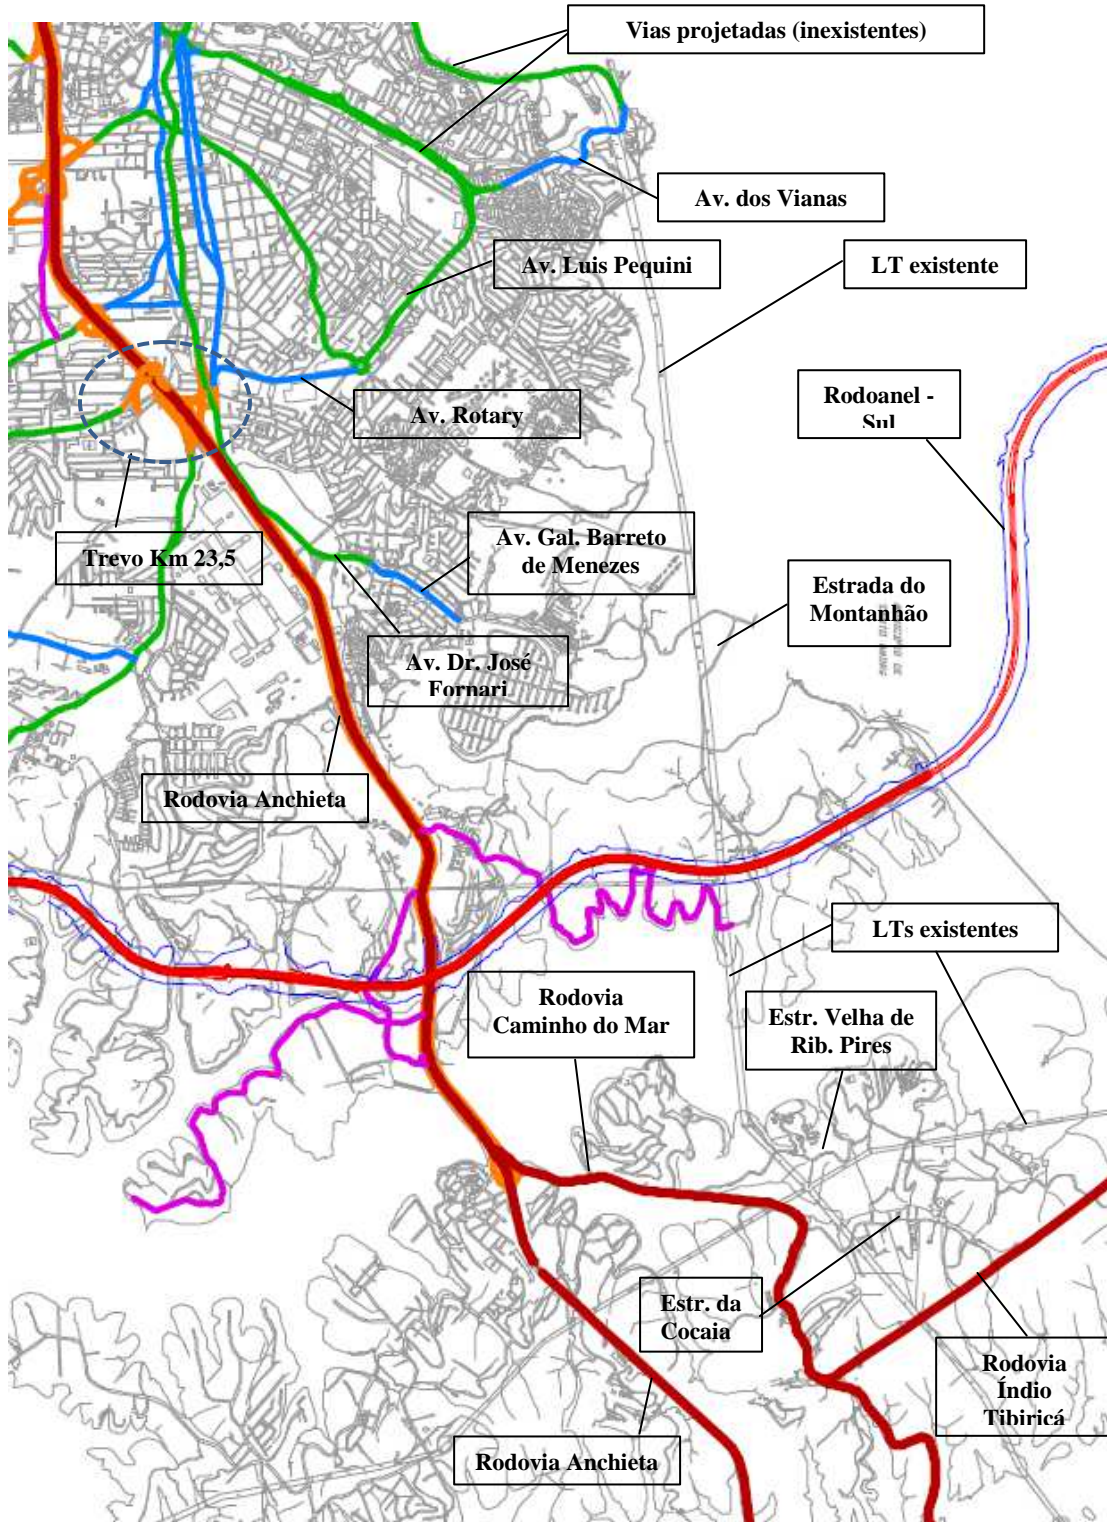 Vias projetadas (inexistentes)
Av. dos Vianas
Av. Luis Pequini
LT existente
Rodoanel -
Sul
Av. Rotary
Trevo Km 23,5
Av. Gal. Barreto
de Menezes
Estrada do
Montanhão
Av. Dr. José
Fornari
Rodovia Anchieta
LTs existentes
Rodovia
Caminho do Mar
Estr. Velha de
Rib. Pires
Estr. da
Cocaia
Rodovia
Índio
Tibiriçá
Rodovia Anchieta